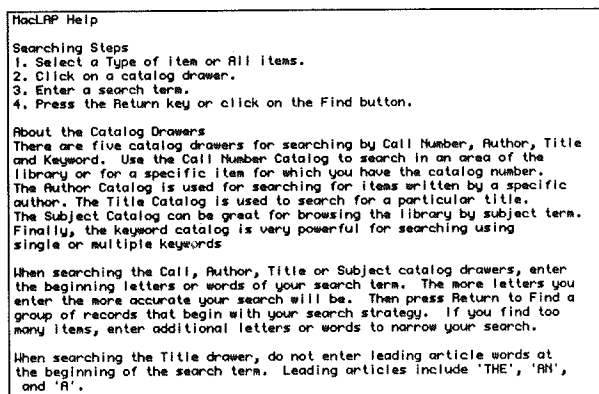 MacLAP Help
Searching Steps
1. Select a Type of item or All items.
2. Click on a catalog drawer.
3. Enter a search term.
4. Press the Return key or click on the Find button.
About the Catalog Drawers
There are five catalog drawers for searching by Call Number, Author, Title
and Keyword.  Use the Call Number Catalog to search in an area of the
library or for a specific item for which you have the catalog number.
The Author Catalog is used for searching for items written by a specific
author. The Title Catalog is used to search for a particular title.
The Subject Catalog can be great for browsing the library by subject term.
Finally, the keyword catalog is very powerful for searching using
single or multiple keywords
When searching the Call, Author, Title or Subject catalog drawers, enter
the beginning letters or words of your search term.  The more letters you
enter the more accurate your search will be.  Then press Return to Find a
group of records that begin with your search strategy.  If you find too
many items, enter additional letters or words to narrow your search.
When searching the Title drawer, do not enter leading article words at
the beginning of the search term.  Leading articles include 'THE', 'AN',
and 'A'.